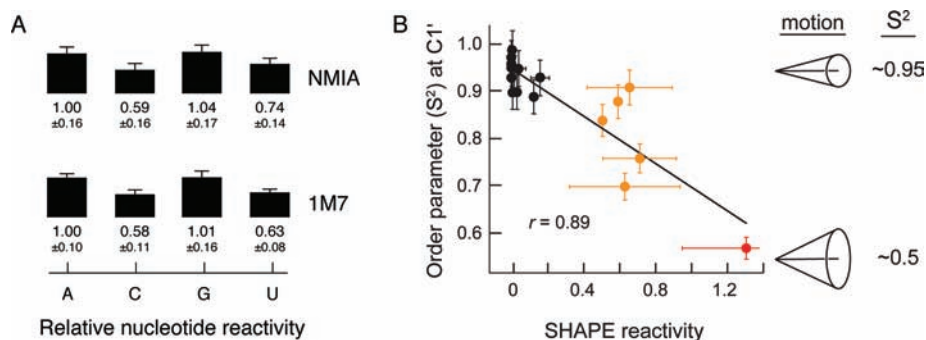 A
NMIA
1.00 0.59 1.04 0.74
±0.16 ±0.16 ±0.17 ±0.14
1M7
1.00 0.58 1.01 0.63
±0.10 ±0.11 ±0.16 ±0.08
A C G U
Relative nucleotide reactivity
B
Order parameter (S²) at C1'
1.0
0.9
0.8
0.7
0.6
r = 0.89
0 0.4 0.8 1.2
SHAPE reactivity
motion S²
~0.95
~0.5